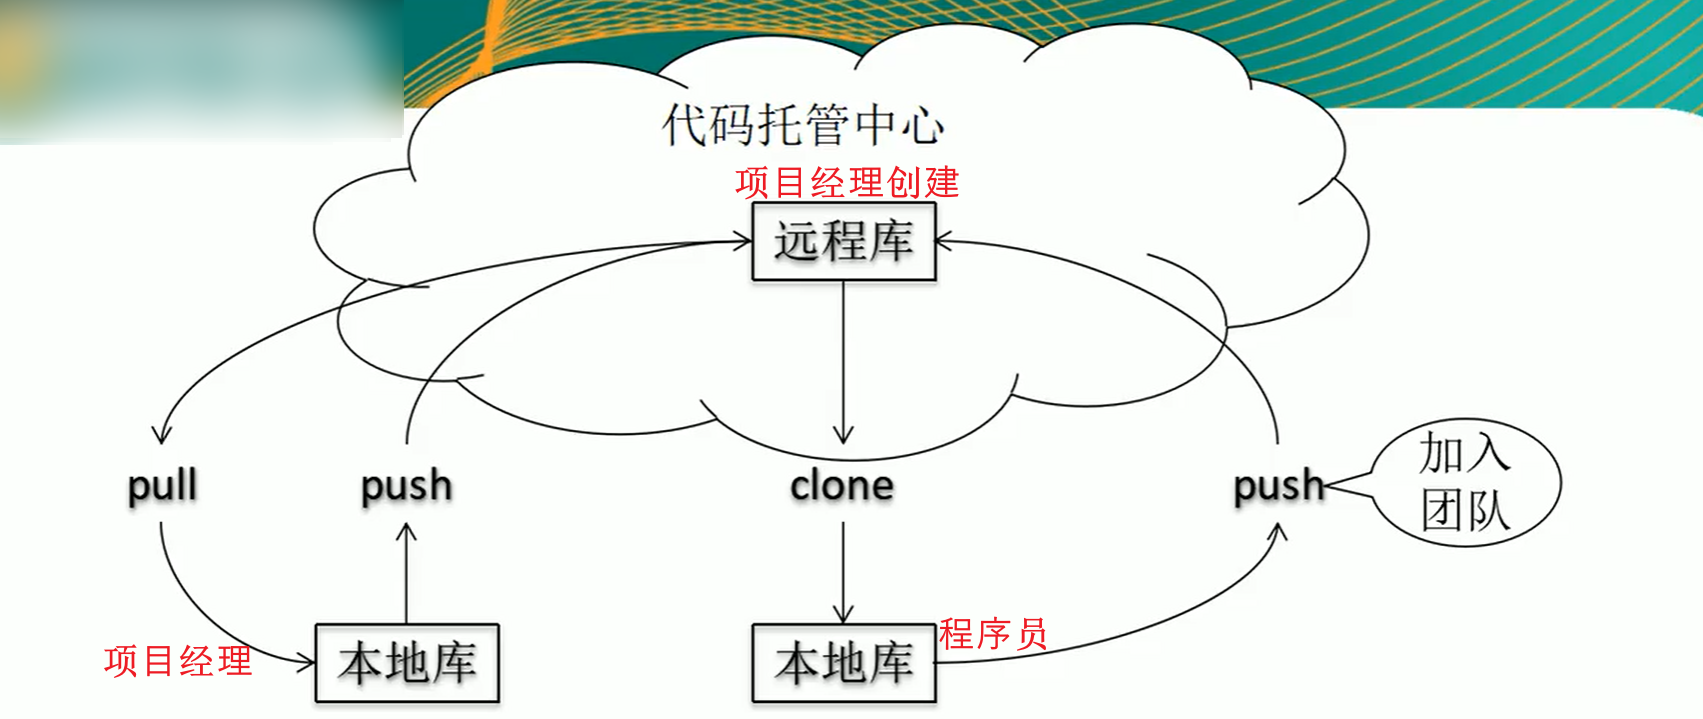 代码托管中心
项目经理创建
远程库
pull
push
clone
push
加入
团队
项目经理
本地库
本地库
程序员